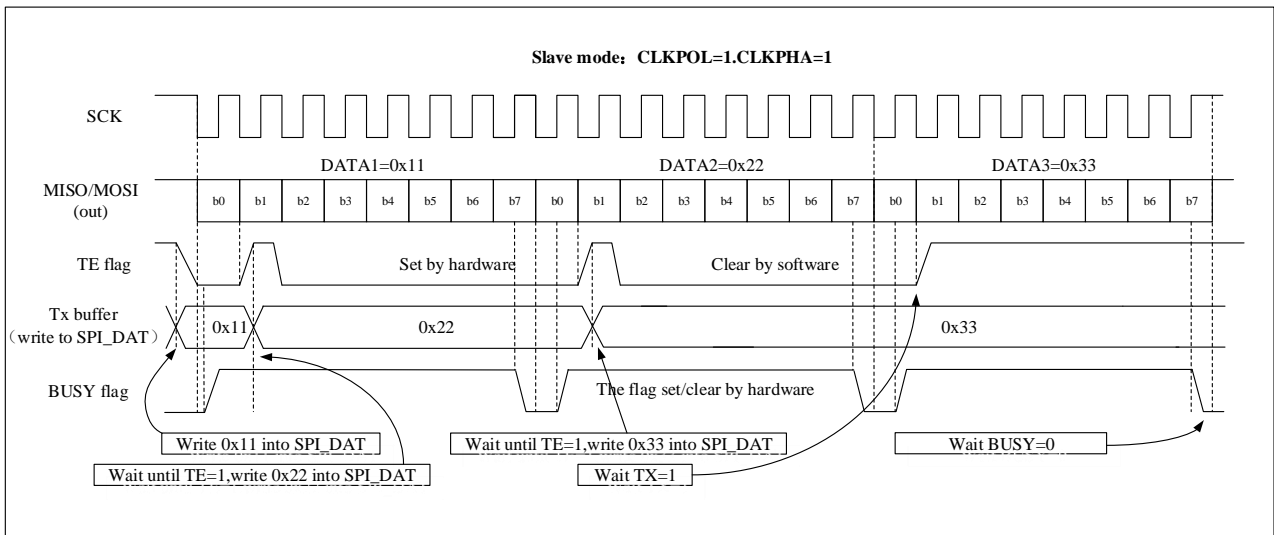 Slave mode：CLKPOL=1.CLKPHA=1
SCK
DATA1=0x11 DATA2=0x22 DATA3=0x33
MISO/MOSI
(out)
b0 b1 b2 b3 b4 b5 b6 b7 b0 b1 b2 b3 b4 b5 b6 b7 b0 b1 b2 b3 b4 b5 b6 b7
TE flag Set by hardware Clear by software
Tx buffer
（write to SPI_DAT） 0x11 0x22 0x33
BUSY flag The flag set/clear by hardware
Write 0x11 into SPI_DAT Wait until TE=1,write 0x33 into SPI_DAT Wait BUSY=0
Wait until TE=1,write 0x22 into SPI_DAT Wait TX=1